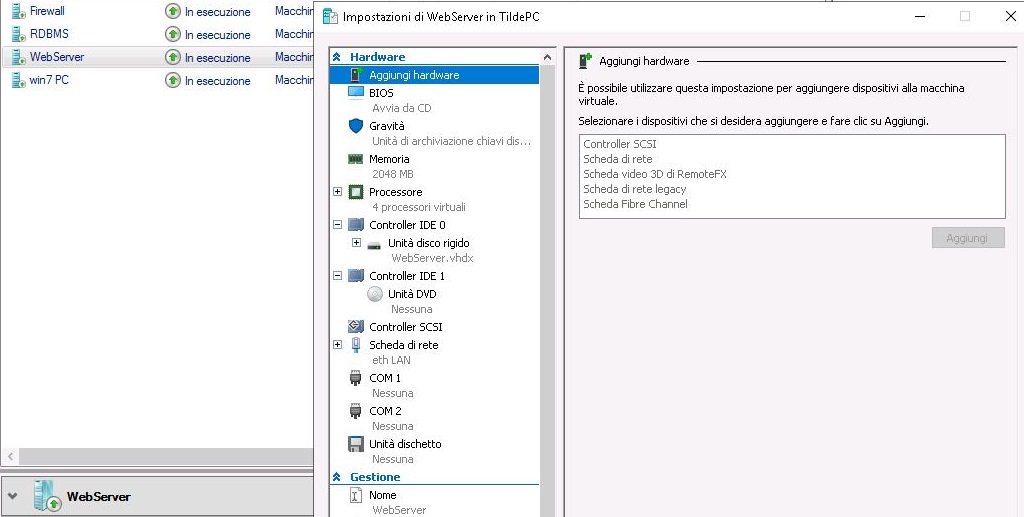 Firewall In esecuzione Macchin
RDBMS In esecuzione Macchin
WebServer In esecuzione Macchin
win7 PC In esecuzione Macchin
WebServer
Impostazioni di WebServer in TildePC
Hardware
Aggiungi hardware
BIOS
Avvia da CD
Gravità
Unità di archiviazione chiavi dis...
Memoria
2048 MB
Processore
4 processori virtuali
Controller IDE 0
Unità disco rigido
WebServer.vhdx
Controller IDE 1
Unità DVD
Nessuna
Controller SCSI
Scheda di rete
eth LAN
COM 1
Nessuna
COM 2
Nessuna
Unità dischetto
Nessuna
Gestione
Nome
WebServer
Aggiungi hardware
È possibile utilizzare questa impostazione per aggiungere dispositivi alla macchina
virtuale.
Selezionare i dispositivi che si desidera aggiungere e fare clic su Aggiungi.
Controller SCSI
Scheda di rete
Scheda video 3D di RemoteFX
Scheda di rete legacy
Scheda Fibre Channel
Aggiungi